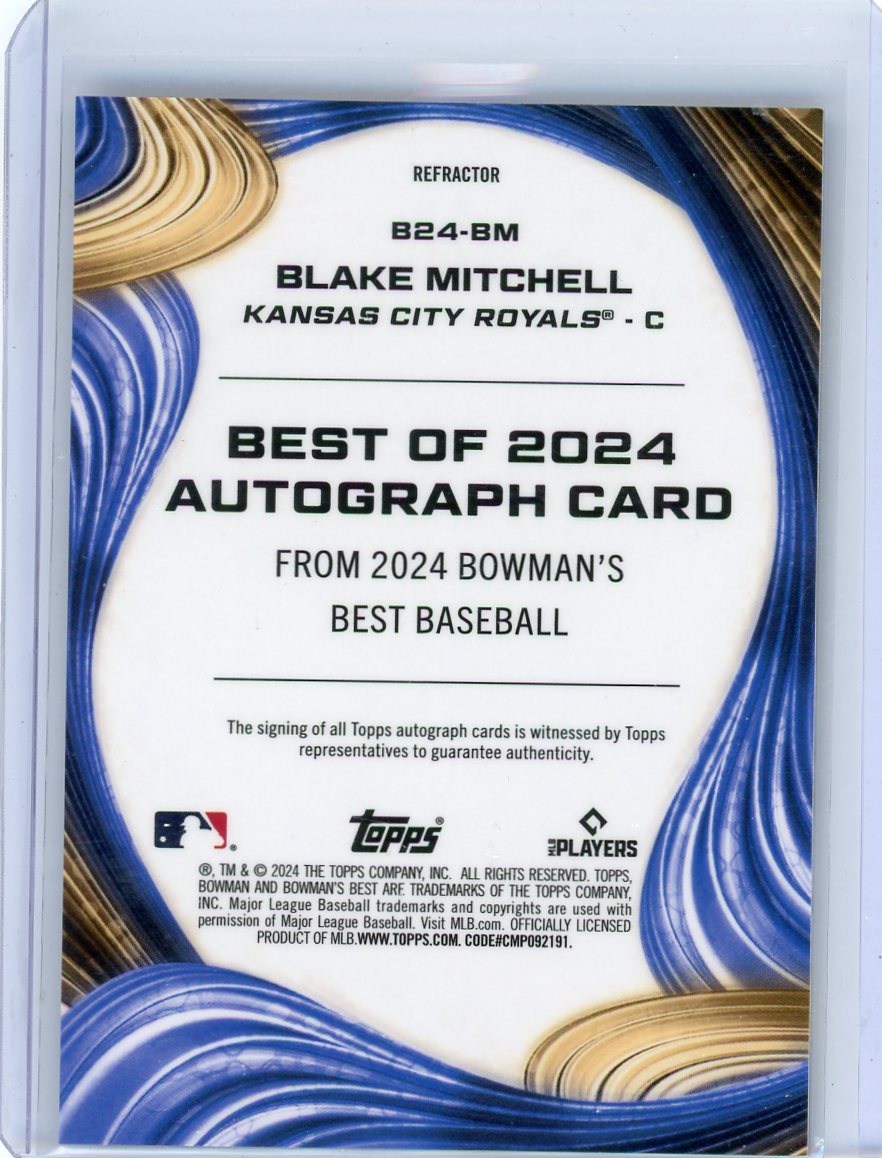 REFRACTOR
B24-BM
BLAKE MITCHELL
KANSAS CITY ROYALS® - C
BEST OF 2024
AUTOGRAPH CARD
FROM 2024 BOWMAN'S
BEST BASEBALL
The signing of all Topps autograph cards is witnessed by Topps
representatives to guarantee authenticity.
® topps® MLB PLAYERS
®, TM & © 2024 THE TOPPS COMPANY, INC. ALL RIGHTS RESERVED. TOPPS,
BOWMAN AND BOWMAN'S BEST ARE TRADEMARKS OF THE TOPPS COMPANY,
INC. Major League Baseball trademarks and copyrights are used with
permission of Major League Baseball. Visit MLB.com. OFFICIALLY LICENSED
PRODUCT OF MLB.WWW.TOPPS.COM. CODE#CMP092191.